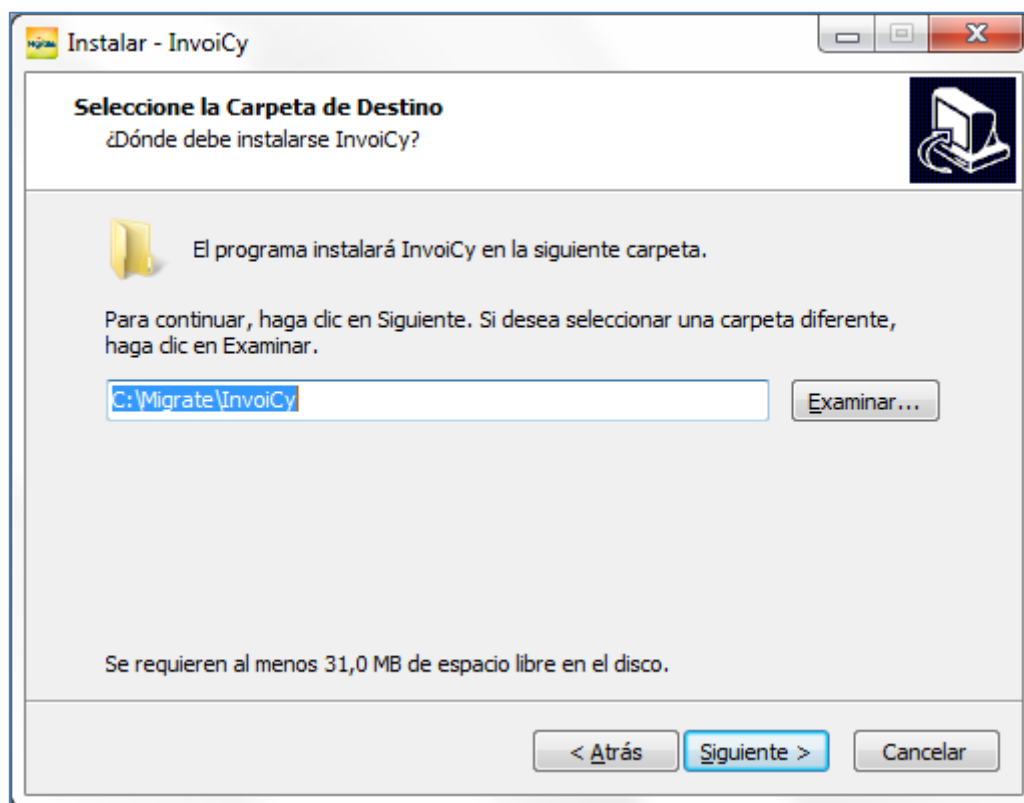 Instalar - InvoiCy
Seleccione la Carpeta de Destino
¿Dónde debe instalarse InvoiCy?
El programa instalará InvoiCy en la siguiente carpeta.
Para continuar, haga clic en Siguiente. Si desea seleccionar una carpeta diferente,
haga clic en Examinar.
C:\Migrate\InvoiCy
Examinar...
Se requieren al menos 31,0 MB de espacio libre en el disco.
< Atrás
Siguiente >
Cancelar